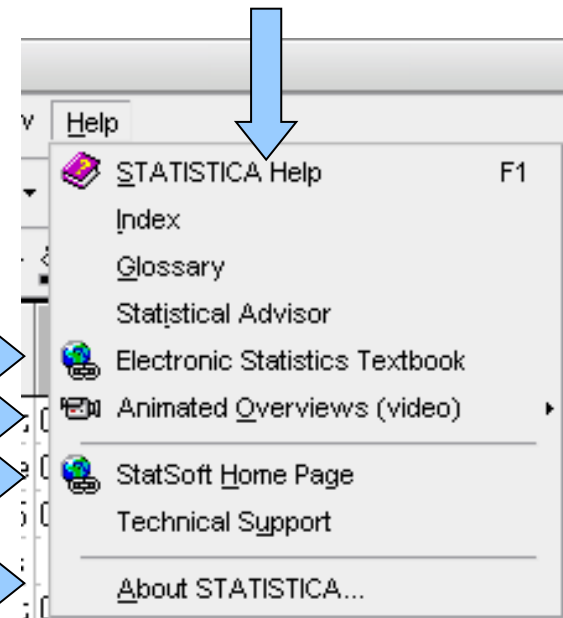 Help
STATISTICA Help F1
Index
Glossary
Statistical Advisor
Electronic Statistics Textbook
Animated Overviews (video)
StatSoft Home Page
Technical Support
About STATISTICA...